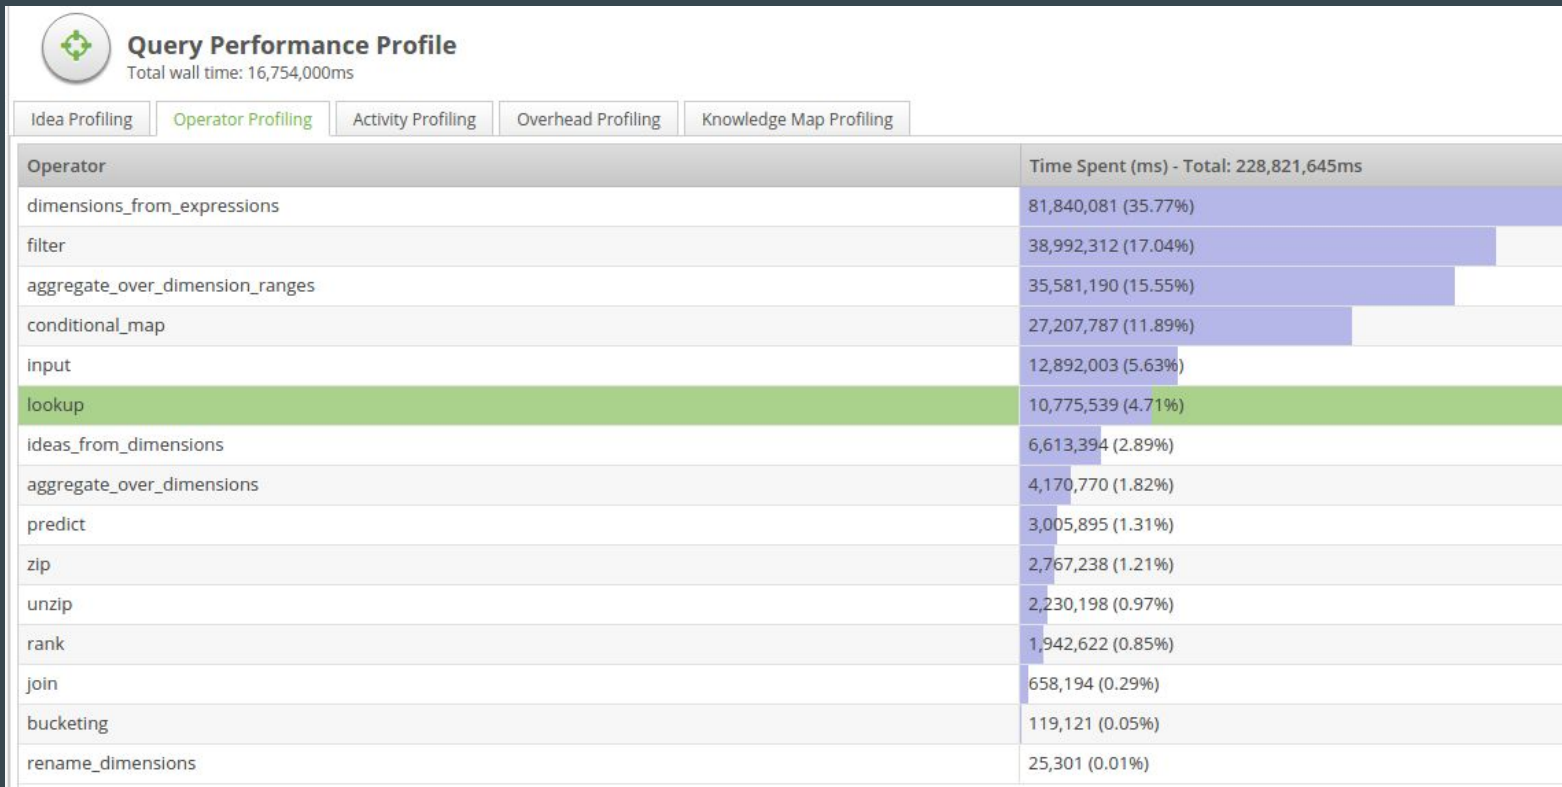 Query Performance Profile
Total wall time: 16,754,000ms
Idea Profiling Operator Profiling Activity Profiling Overhead Profiling Knowledge Map Profiling
Operator Time Spent (ms) - Total: 228,821,645ms
dimensions_from_expressions 81,840,081 (35.77%)
filter 38,992,312 (17.04%)
aggregate_over_dimension_ranges 35,581,190 (15.55%)
conditional_map 27,207,787 (11.89%)
input 12,892,003 (5.63%)
lookup 10,775,539 (4.71%)
ideas_from_dimensions 6,613,394 (2.89%)
aggregate_over_dimensions 4,170,770 (1.82%)
predict 3,005,895 (1.31%)
zip 2,767,238 (1.21%)
unzip 2,230,198 (0.97%)
rank 1,942,622 (0.85%)
join 658,194 (0.29%)
bucketing 119,121 (0.05%)
rename_dimensions 25,301 (0.01%)